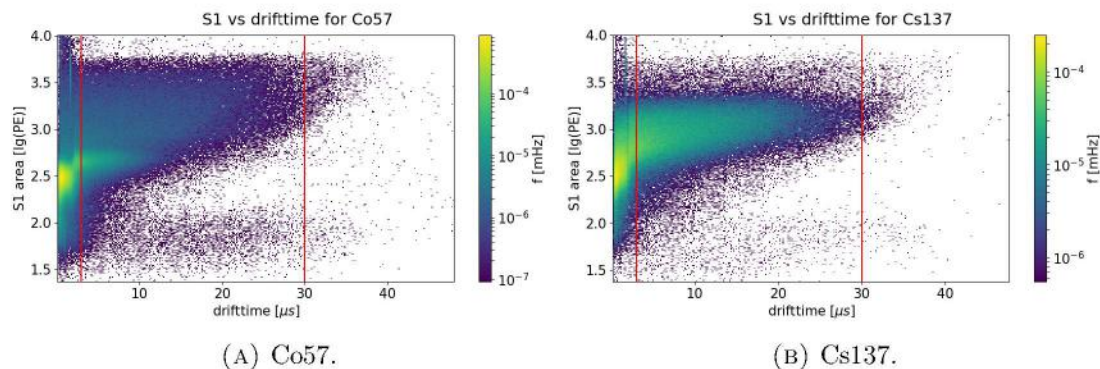 S1 vs drifttime for Co57
4.0
3.5
3.0
2.5
2.0
1.5
S1 area [lg(PE)]
10
20
30
40
drifttime [μs]
10⁻⁴
10⁻⁵
10⁻⁶
10⁻⁷
f [mHz]
(A) Co57.
S1 vs drifttime for Cs137
4.0
3.5
3.0
2.5
2.0
1.5
S1 area [lg(PE)]
10
20
30
40
drifttime [μs]
10⁻⁴
10⁻⁵
10⁻⁶
f [mHz]
(B) Cs137.